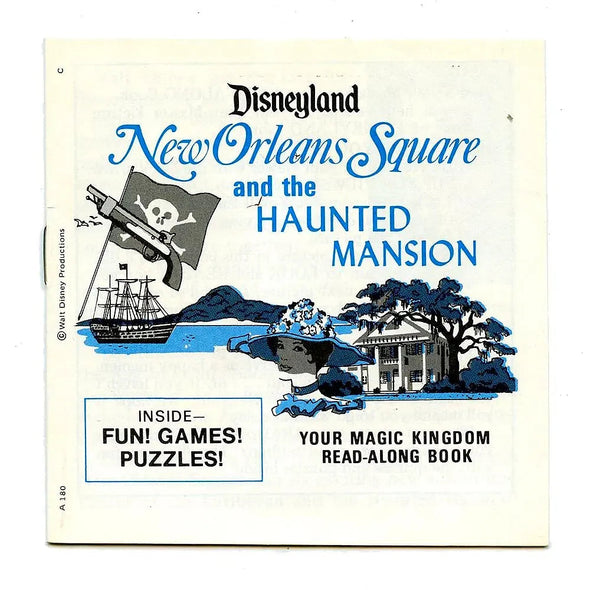 Disneyland
New Orleans Square
and the
HAUNTED
MANSION
INSIDE—
FUN! GAMES!
PUZZLES!
YOUR MAGIC KINGDOM
READ-ALONG BOOK
C
© Walt Disney Productions
A 180